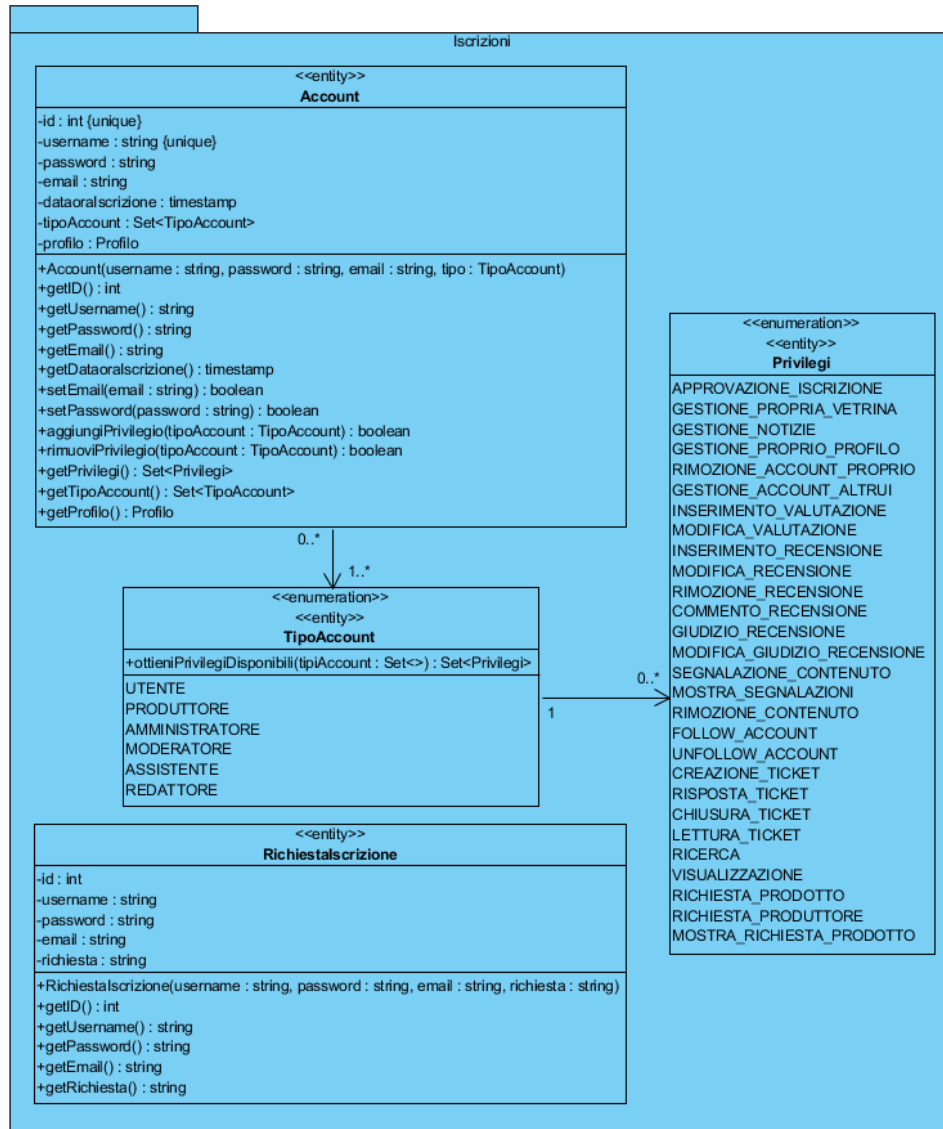 Iscrizioni
<<entity>>
Account
-id : int {unique}
-username : string {unique}
-password : string
-email : string
-dataoraIscrizione : timestamp
-tipoAccount : Set<TipoAccount>
-profilo : Profilo
+Account(username : string, password : string, email : string, tipo : TipoAccount)
+getID() : int
+getUsername() : string
+getPassword() : string
+getEmail() : string
+getDataoraIscrizione() : timestamp
+setEmail(email : string) : boolean
+setPassword(password : string) : boolean
+aggiungiPrivilegio(tipoAccount : TipoAccount) : boolean
+rimuoviPrivilegio(tipoAccount : TipoAccount) : boolean
+getPrivilegi() : Set<Privilegi>
+getTipoAccount() : Set<TipoAccount>
+getProfilo() : Profilo
0..*
1..*
<<enumeration>>
<<entity>>
TipoAccount
+ottieniPrivilegiDisponibili(tipiAccount : Set<>) : Set<Privilegi>
UTENTE
PRODUTTORE
AMMINISTRATORE
MODERATORE
ASSISTENTE
REDATTORE
1
0..*
<<enumeration>>
<<entity>>
Privilegi
APPROVAZIONE_ISCRIZIONE
GESTIONE_PROPRIA_VETRINA
GESTIONE_NOTIZIE
GESTIONE_PROPRIO_PROFILO
RIMOZIONE_ACCOUNT_PROPRIO
GESTIONE_ACCOUNT_ALTRUI
INSERIMENTO_VALUTAZIONE
MODIFICA_VALUTAZIONE
INSERIMENTO_RECENSIONE
MODIFICA_RECENSIONE
RIMOZIONE_RECENSIONE
COMMENTO_RECENSIONE
GIUDIZIO_RECENSIONE
MODIFICA_GIUDIZIO_RECENSIONE
SEGNALAZIONE_CONTENUTO
MOSTRA_SEGNALAZIONI
RIMOZIONE_CONTENUTO
FOLLOW_ACCOUNT
UNFOLLOW_ACCOUNT
CREAZIONE_TICKET
RISPOSTA_TICKET
CHIUSURA_TICKET
LETTURA_TICKET
RICERCA
VISUALIZZAZIONE
RICHIESTA_PRODOTTO
RICHIESTA_PRODUTTORE
MOSTRA_RICHIESTA_PRODOTTO
<<entity>>
RichiestaIscrizione
-id : int
-username : string
-password : string
-email : string
-richiesta : string
+RichiestaIscrizione(username : string, password : string, email : string, richiesta : string)
+getID() : int
+getUsername() : string
+getPassword() : string
+getEmail() : string
+getRichiesta() : string